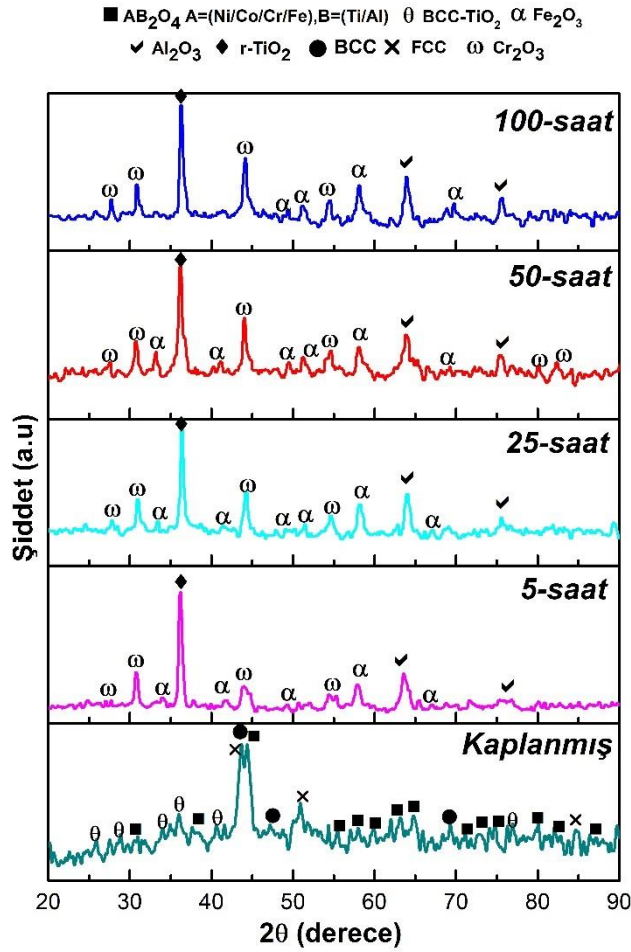 ■ AB₂O₄ A=(Ni/Co/Cr/Fe),B=(Ti/Al) θ BCC-TiO₂ α Fe₂O₃
✓ Al₂O₃ ♦ r-TiO₂ ● BCC × FCC ω Cr₂O₃
100-saat
ω ω ♦ ω α α ω α ✓ α ✓
50-saat
ω ω α ♦ α ω α α ω α ✓ α ✓ ω ω
25-saat
ω ω α ♦ α ω α α ω α ✓ α ✓
5-saat
ω ω α ♦ α ω α ω α ✓ α ✓
Kaplanmış
θ θ ■ θ θ ■ θ × ● ■ ● × ■ ■ ■ ■ ■ ● ■ ■ ■ θ ■ ■ × ■
20 30 40 50 60 70 80 90
2θ (derece)
Şiddet (a.u)